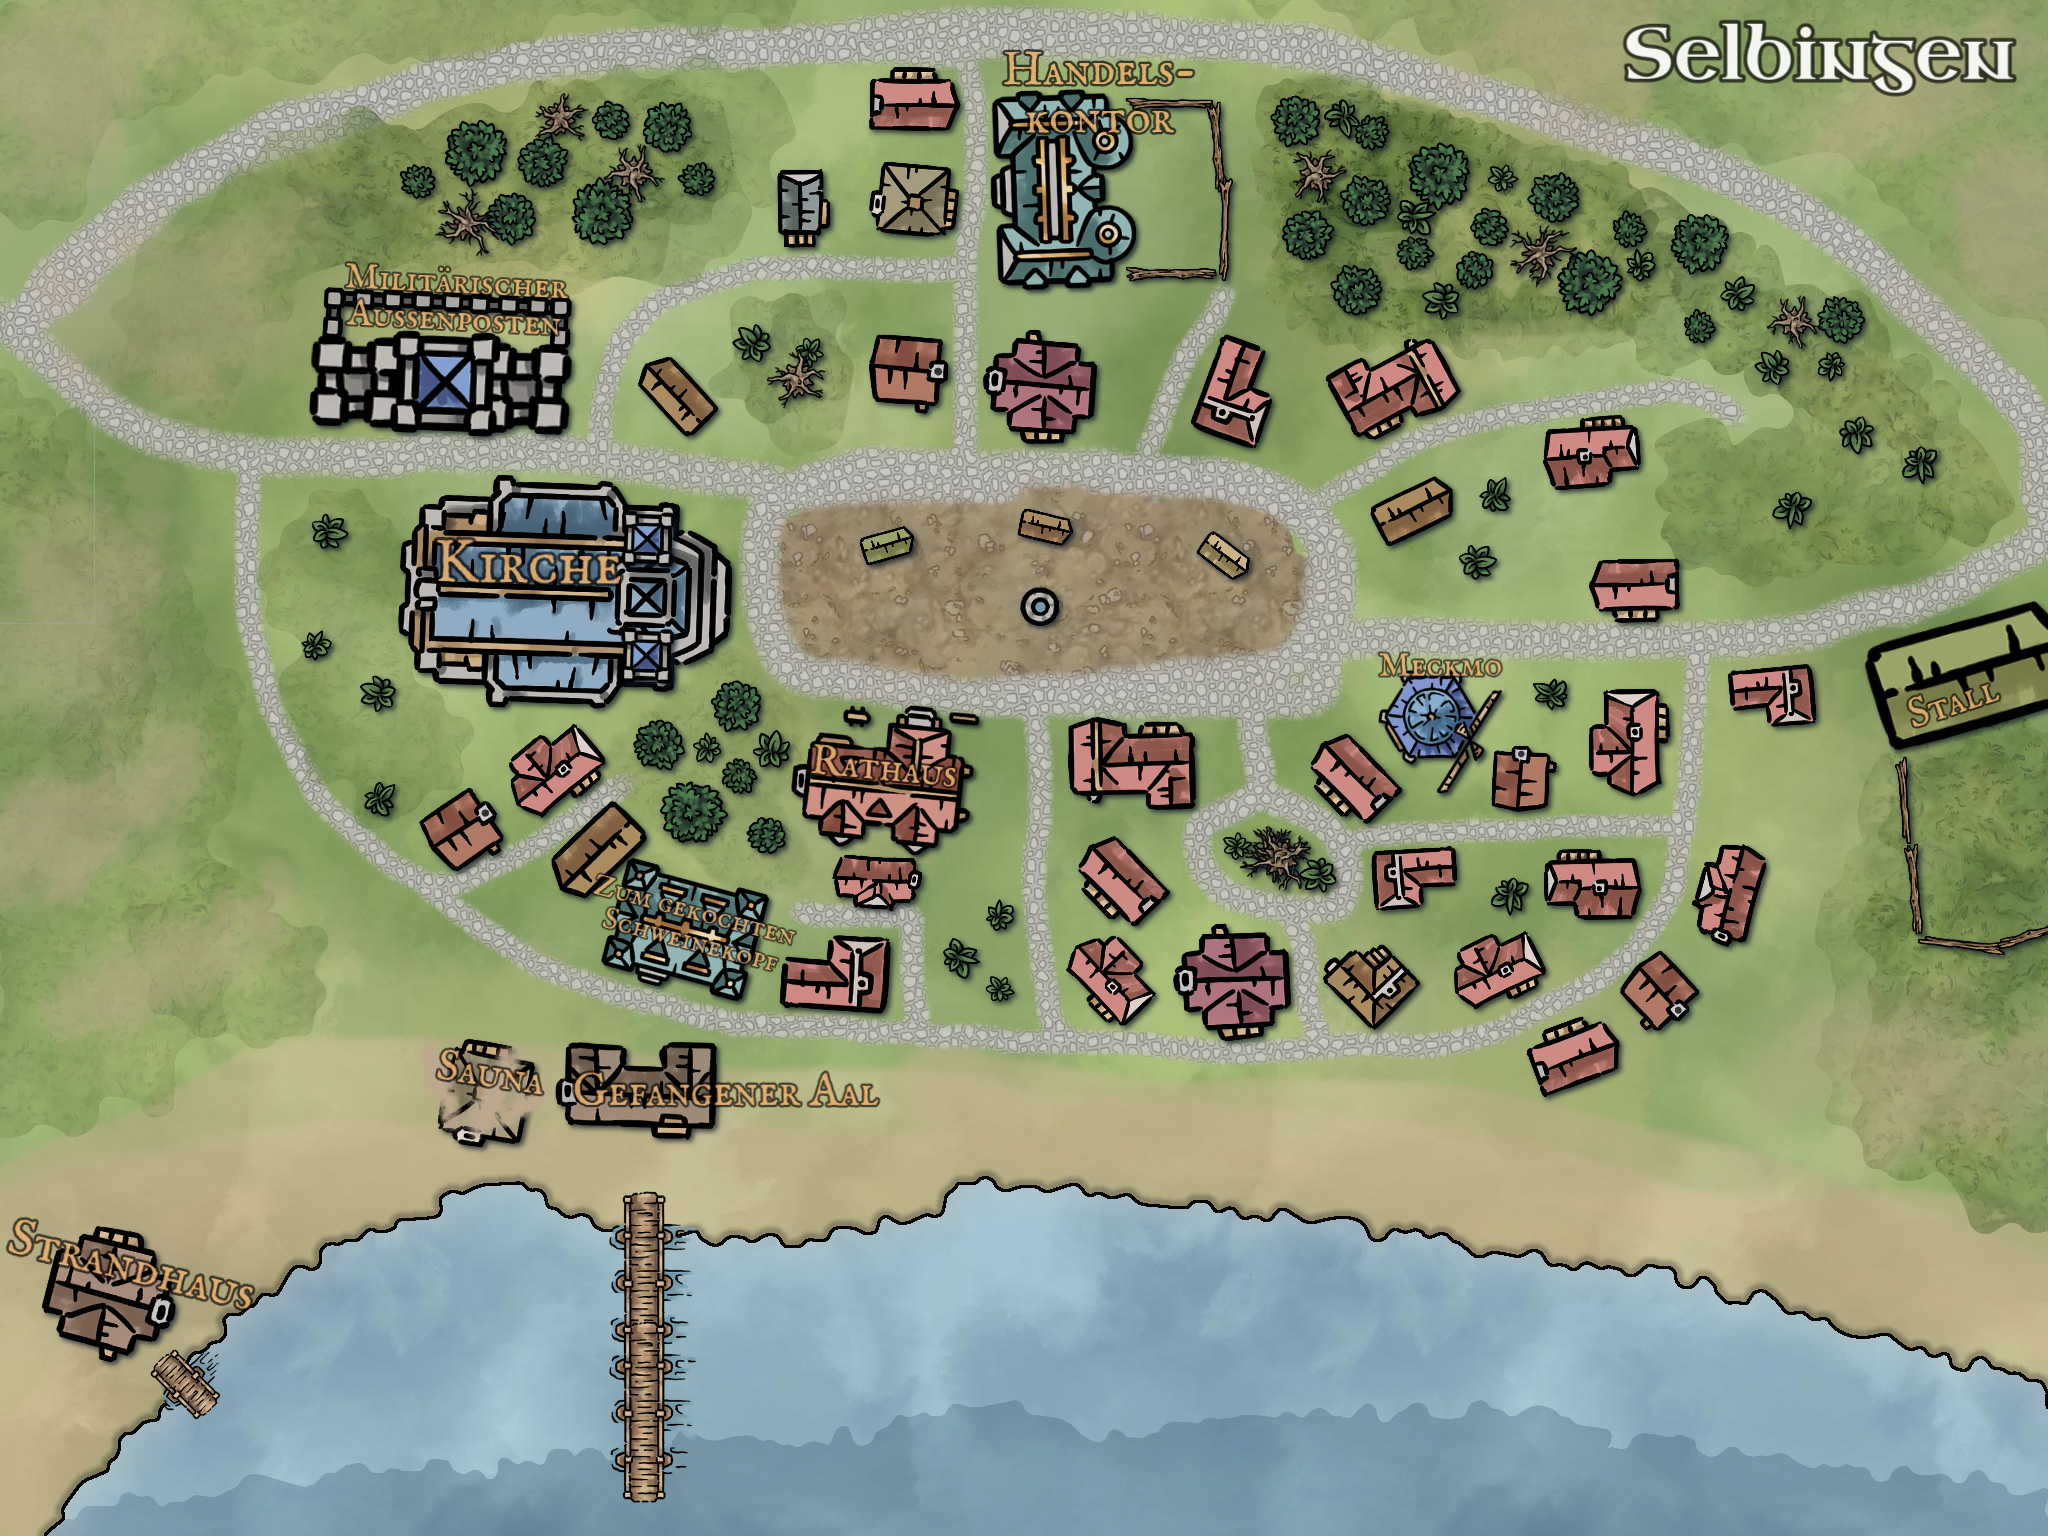 Selbingen
Handels-
kontor
Militärischer
Aussenposten
Kirche
Meckmo
Stall
Rathaus
Zum gekochten
Schweinekopf
Sauna
Gefangener Aal
Strandhaus